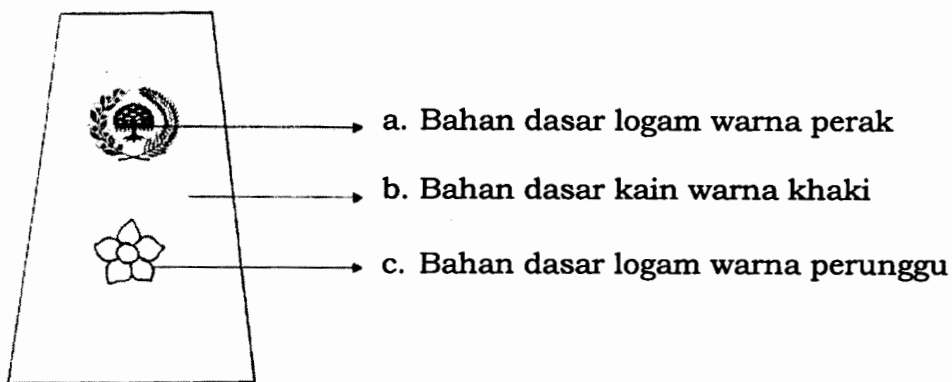 a. Bahan dasar logam warna perak
b. Bahan dasar kain warna khaki
c. Bahan dasar logam warna perunggu